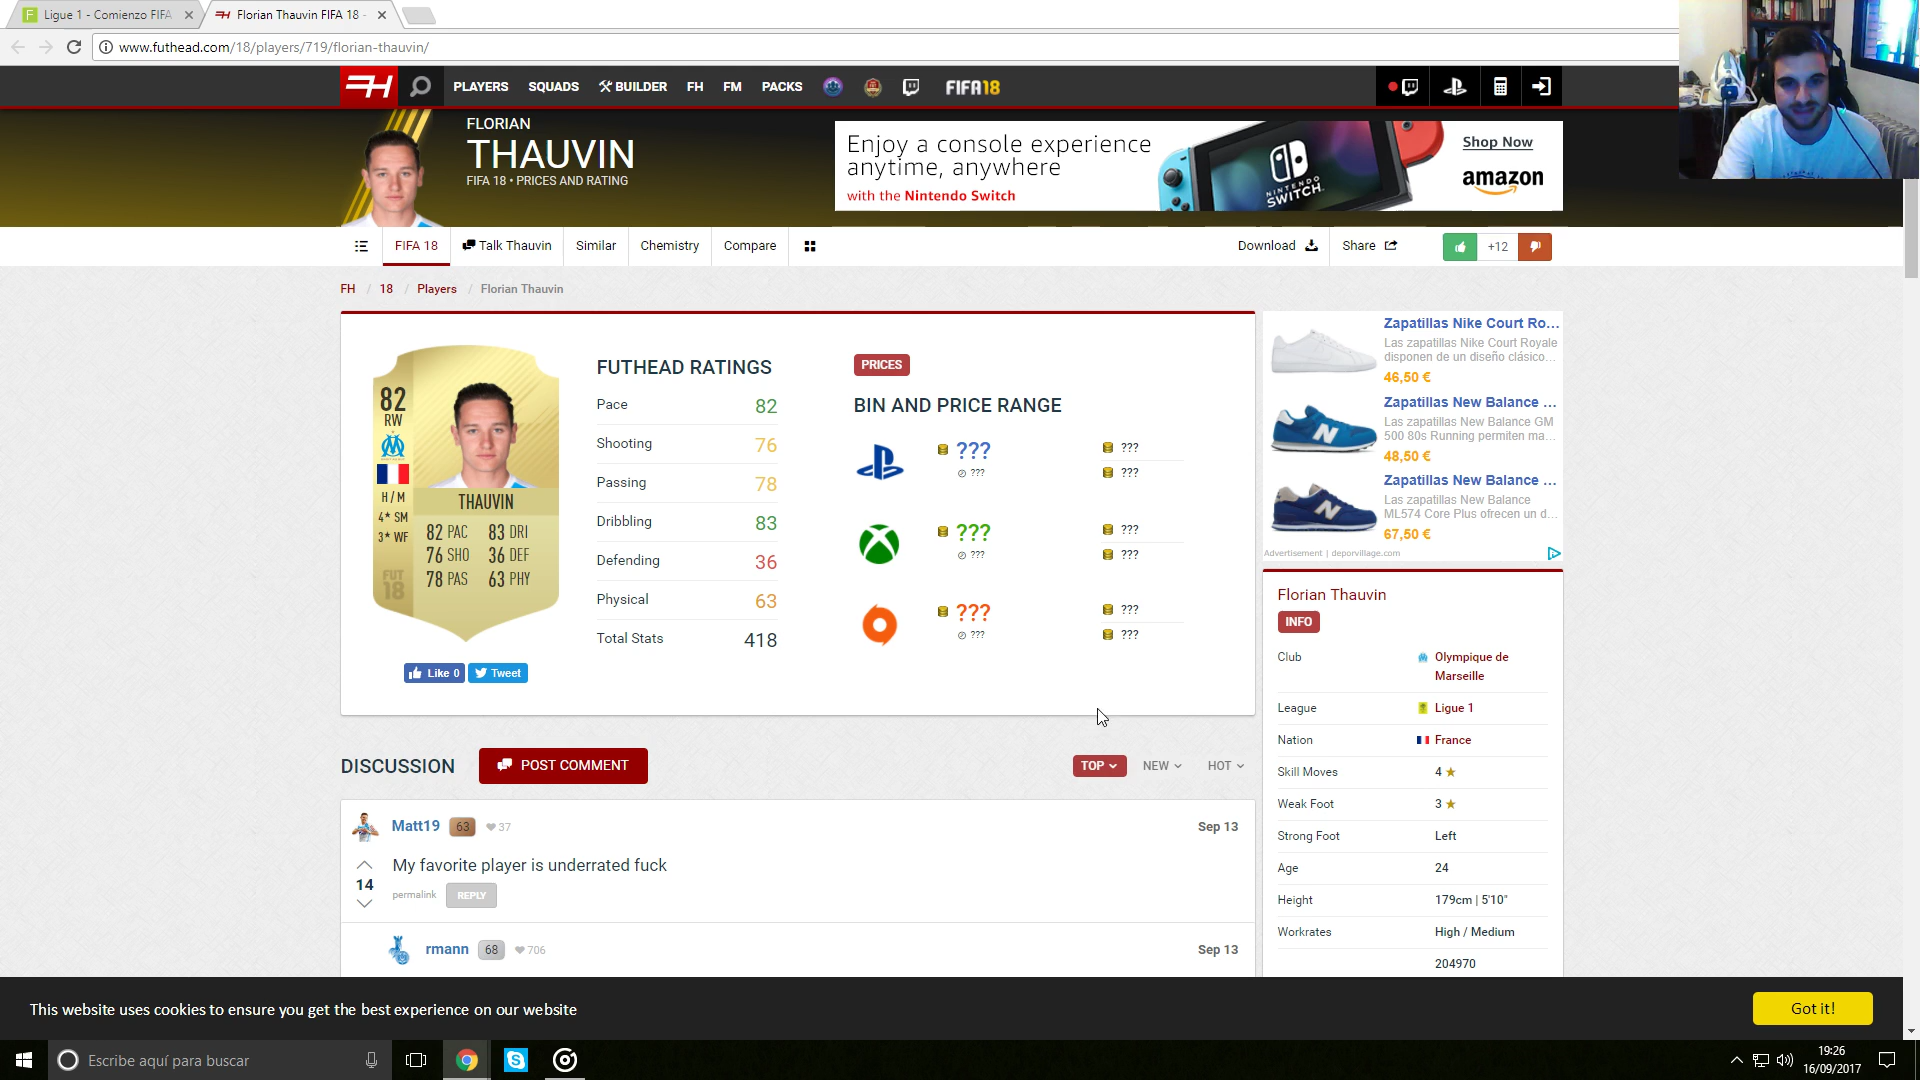 Ligue 1 - Comienzo FIFA
Florian Thauvin FIFA 18 -
www.futhead.com/18/players/719/florian-thauvin/
PLAYERS
SQUADS
BUILDER
FH
FM
PACKS
FIFA18
FLORIAN
THAUVIN
FIFA 18 • PRICES AND RATING
Enjoy a console experience
anytime, anywhere
with the Nintendo Switch
NINTENDO
SWITCH
Shop Now
amazon
FIFA 18
Talk Thauvin
Similar
Chemistry
Compare
Download
Share
+12
FH / 18 / Players / Florian Thauvin
82
RW
H / M
4* SM
3* WF
FUT
18
THAUVIN
82 PAC 83 DRI
76 SHO 36 DEF
78 PAS 63 PHY
Like 0
Tweet
FUTHEAD RATINGS
Pace 82
Shooting 76
Passing 78
Dribbling 83
Defending 36
Physical 63
Total Stats 418
PRICES
BIN AND PRICE RANGE
??? ???
??? ???
??? ???
??? ???
??? ???
??? ???
Zapatillas Nike Court Ro...
Las zapatillas Nike Court Royale
disponen de un diseño clásico...
46,50 €
Zapatillas New Balance ...
Las zapatillas New Balance GM
500 80s Running permiten ma...
48,50 €
Zapatillas New Balance ...
Las zapatillas New Balance
ML574 Core Plus ofrecen un d...
67,50 €
Advertisement | deporvillage.com
Florian Thauvin
INFO
Club Olympique de
Marseille
League Ligue 1
Nation France
Skill Moves 4
Weak Foot 3
Strong Foot Left
Age 24
Height 179cm | 5'10"
Workrates High / Medium
204970
DISCUSSION
POST COMMENT
TOP
NEW
HOT
Matt19 63 37 Sep 13
My favorite player is underrated fuck
14
permalink REPLY
rmann 68 706 Sep 13
This website uses cookies to ensure you get the best experience on our website
Got it!
Escribe aquí para buscar
19:26
16/09/2017